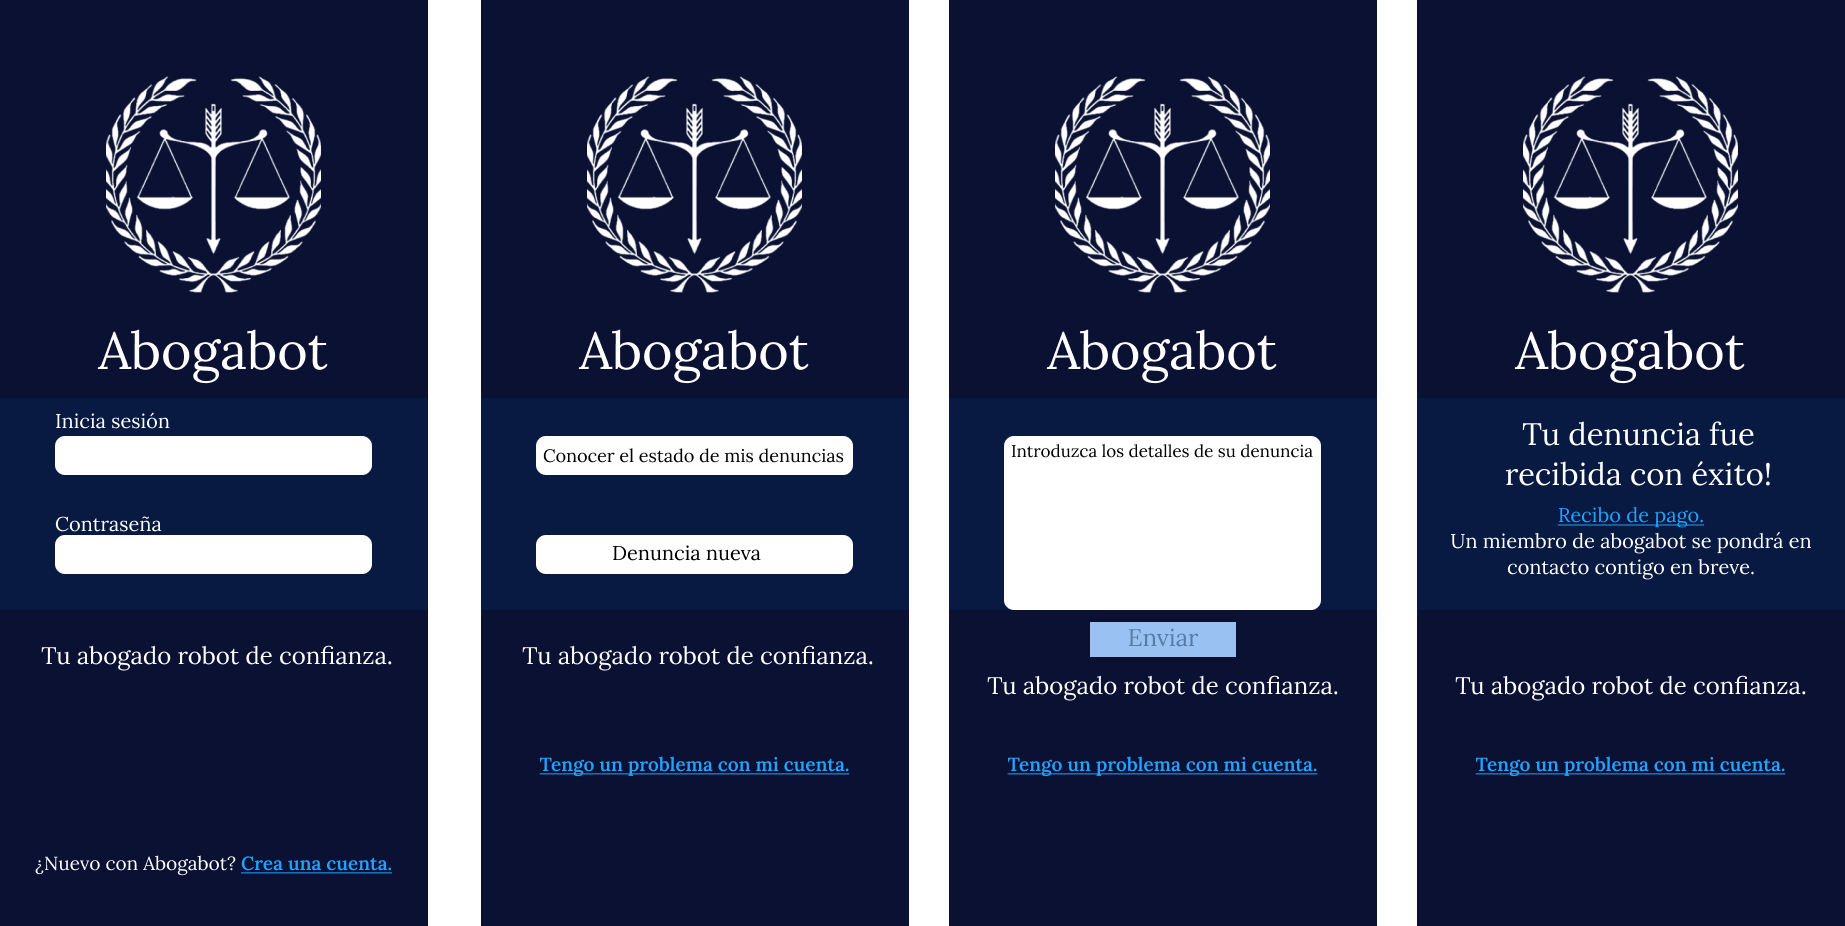 Abogabot
Inicia sesión
Contraseña
Tu abogado robot de confianza.
¿Nuevo con Abogabot? Crea una cuenta.
Abogabot
Conocer el estado de mis denuncias
Denuncia nueva
Tu abogado robot de confianza.
Tengo un problema con mi cuenta.
Abogabot
Introduzca los detalles de su denuncia
Enviar
Tu abogado robot de confianza.
Tengo un problema con mi cuenta.
Abogabot
Tu denuncia fue
recibida con éxito!
Recibo de pago.
Un miembro de abogabot se pondrá en
contacto contigo en breve.
Tu abogado robot de confianza.
Tengo un problema con mi cuenta.